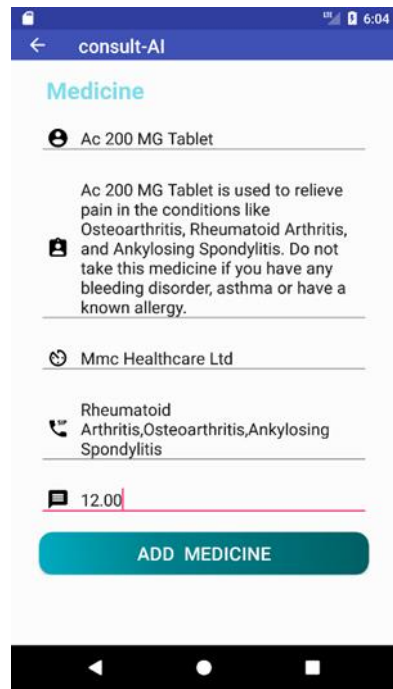 LTE 6:04
consult-AI
Medicine
Ac 200 MG Tablet
Ac 200 MG Tablet is used to relieve
pain in the conditions like
Osteoarthritis, Rheumatoid Arthritis,
and Ankylosing Spondylitis. Do not
take this medicine if you have any
bleeding disorder, asthma or have a
known allergy.
Mmc Healthcare Ltd
Rheumatoid
Arthritis,Osteoarthritis,Ankylosing
Spondylitis
12.00
ADD MEDICINE